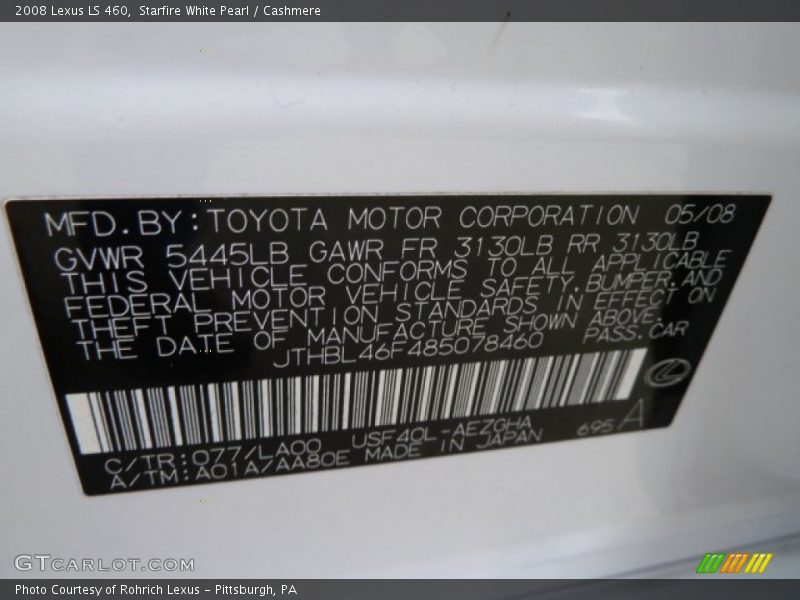 2008 Lexus LS 460, Starfire White Pearl / Cashmere
MFD.BY:TOYOTA MOTOR CORPORATION 05/08
GVWR 5445LB GAWR FR 3130LB RR 3130LB
THIS VEHICLE CONFORMS TO ALL APPLICABLE
FEDERAL MOTOR VEHICLE SAFETY,BUMPER,AND
THEFT PREVENTION STANDARDS IN EFFECT ON
THE DATE OF MANUFACTURE SHOWN ABOVE.
JTHBL46F485078460 PASS.CAR
C/TR:077/LA00 USF40L-AEZGHA
A/TM:A01A/AA80E MADE IN JAPAN 695 A
GTCARLOT.COM
Photo Courtesy of Rohrich Lexus - Pittsburgh, PA